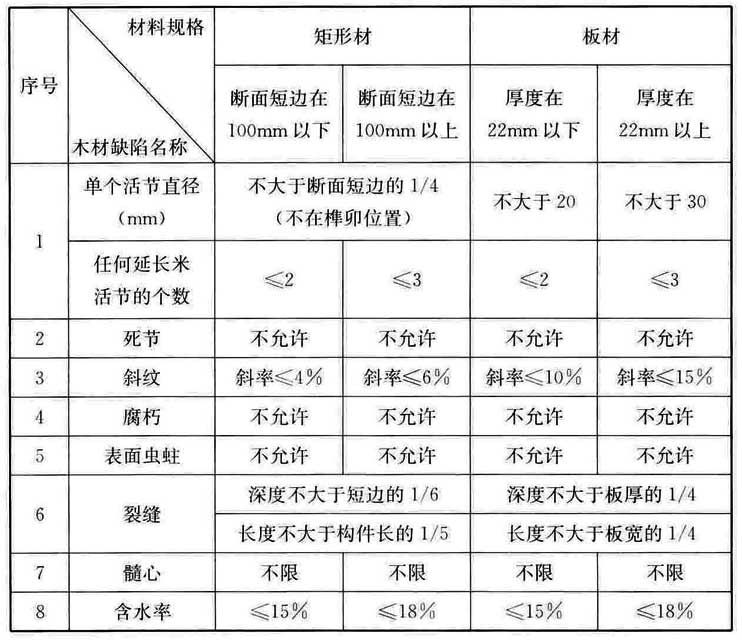 序号
材料规格
木材缺陷名称
矩形材
板材
断面短边在
100mm以下
断面短边在
100mm以上
厚度在
22mm以下
厚度在
22mm以上
1
单个活节直径
（mm）
不大于断面短边的1/4
（不在榫卯位置）
不大于20
不大于30
任何延长米
活节的个数
≤2
≤3
≤2
≤3
2 死节 不允许 不允许 不允许 不允许
3 斜纹 斜率≤4% 斜率≤6% 斜率≤10% 斜率≤15%
4 腐朽 不允许 不允许 不允许 不允许
5 表面虫蛀 不允许 不允许 不允许 不允许
6 裂缝
深度不大于短边的1/6 深度不大于板厚的1/4
长度不大于构件长的1/5 长度不大于板宽的1/4
7 髓心 不限 不限 不限 不限
8 含水率 ≤15% ≤18% ≤15% ≤18%